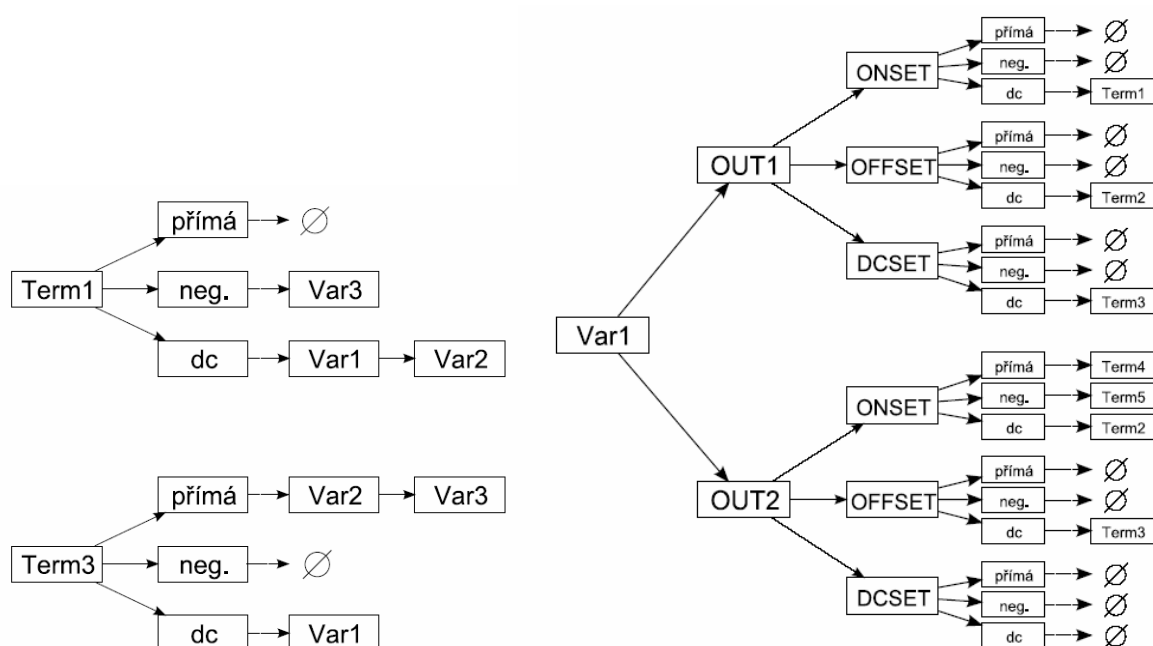 přímá ∅
Term1 neg. Var3
dc Var1 Var2
přímá Var2 Var3
Term3 neg. ∅
dc Var1
Var1
OUT1
ONSET
přímá ∅
neg. ∅
dc Term1
OFFSET
přímá ∅
neg. ∅
dc Term2
DCSET
přímá ∅
neg. ∅
dc Term3
OUT2
ONSET
přímá Term4
neg. Term5
dc Term2
OFFSET
přímá ∅
neg. ∅
dc Term3
DCSET
přímá ∅
neg. ∅
dc ∅